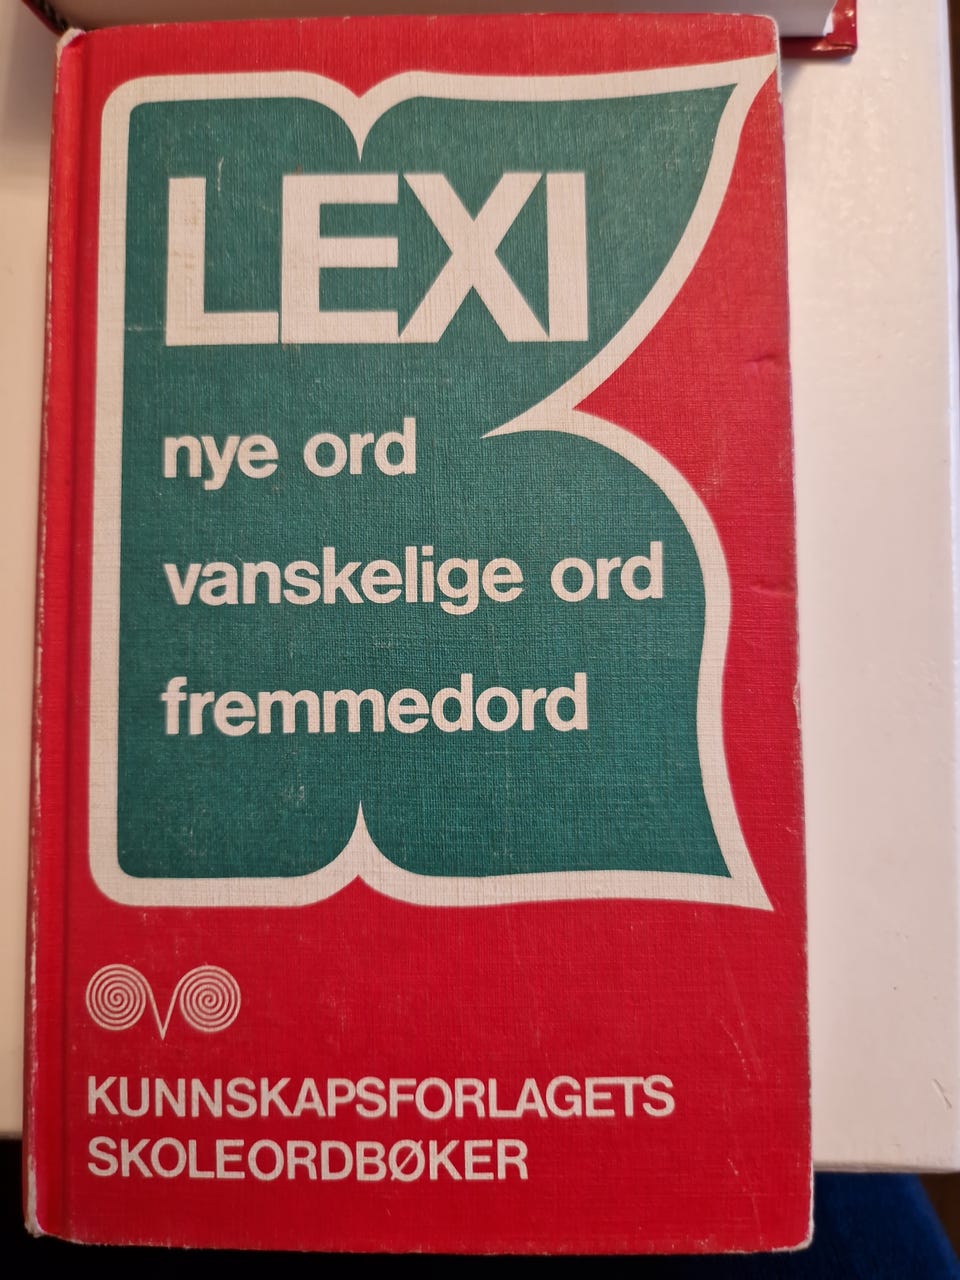 LEXI
nye ord
vanskelige ord
fremmedord
KUNNSKAPSFORLAGETS
SKOLEORDBØKER